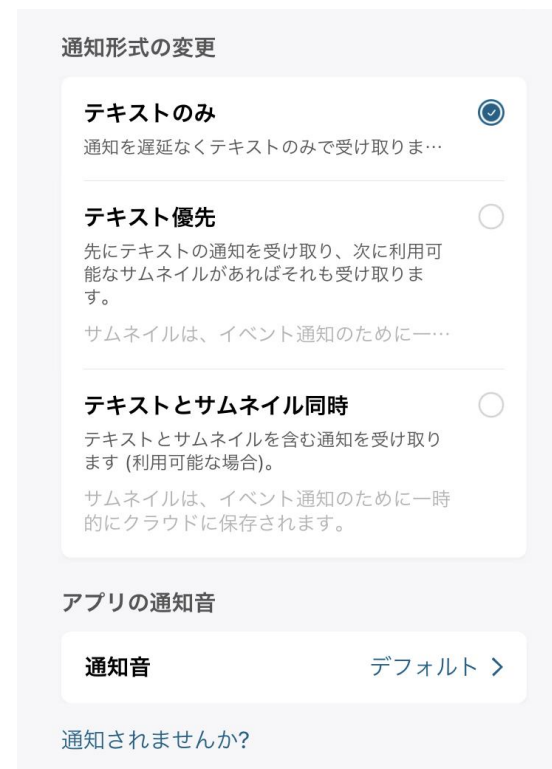 通知形式の変更
テキストのみ
通知を遅延なくテキストのみで受け取りま…
テキスト優先
先にテキストの通知を受け取り、次に利用可
能なサムネイルがあればそれも受け取りま
す。
サムネイルは、イベント通知のために一…
テキストとサムネイル同時
テキストとサムネイルを含む通知を受け取り
ます (利用可能な場合)。
サムネイルは、イベント通知のために一時
的にクラウドに保存されます。
アプリの通知音
通知音 デフォルト >
通知されませんか?